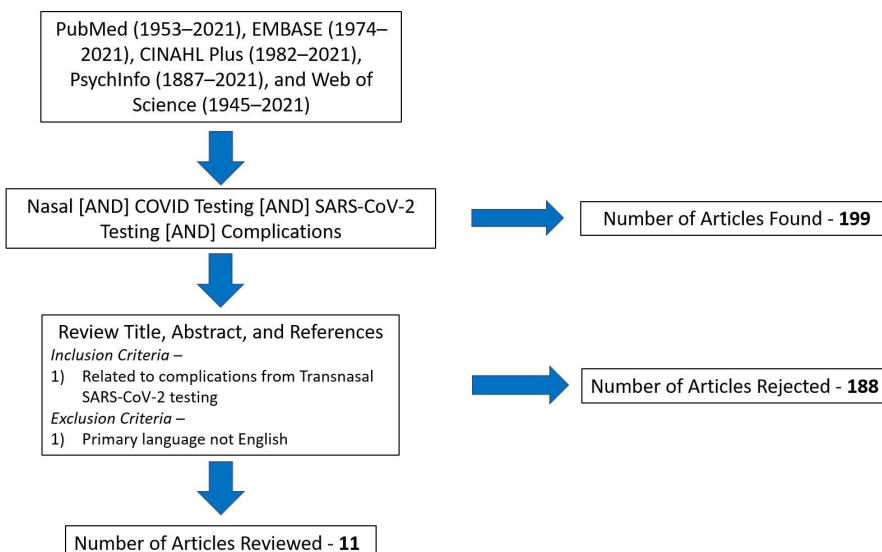 PubMed (1953–2021), EMBASE (1974–
2021), CINAHL Plus (1982–2021),
PsychInfo (1887–2021), and Web of
Science (1945–2021)
Nasal [AND] COVID Testing [AND] SARS-CoV-2
Testing [AND] Complications
Number of Articles Found - 199
Review Title, Abstract, and References
Inclusion Criteria –
1) Related to complications from Transnasal
SARS-CoV-2 testing
Exclusion Criteria –
1) Primary language not English
Number of Articles Rejected - 188
Number of Articles Reviewed - 11